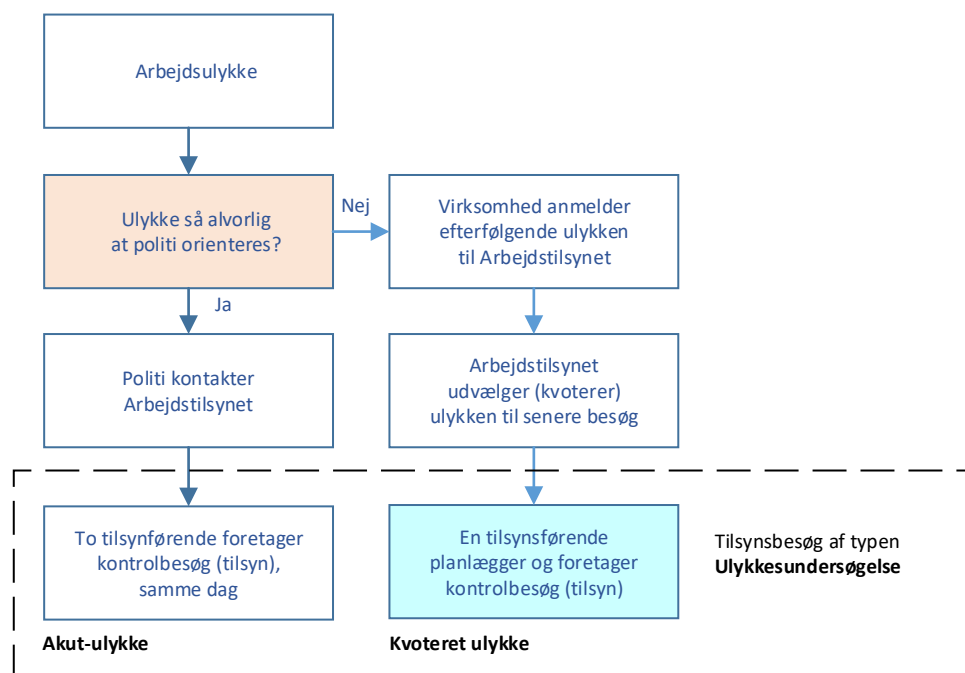 Arbejdsulykke
Ulykke så alvorlig
at politi orienteres?
Nej
Virksomhed anmelder
efterfølgende ulykken
til Arbejdstilsynet
Ja
Politi kontakter
Arbejdstilsynet
Arbejdstilsynet
udvælger (kvoterer)
ulykken til senere besøg
To tilsynførende foretager
kontrolbesøg (tilsyn),
samme dag
En tilsynsførende
planlægger og foretager
kontrolbesøg (tilsyn)
Tilsynsbesøg af typen
Ulykkesundersøgelse
Akut-ulykke
Kvoteret ulykke